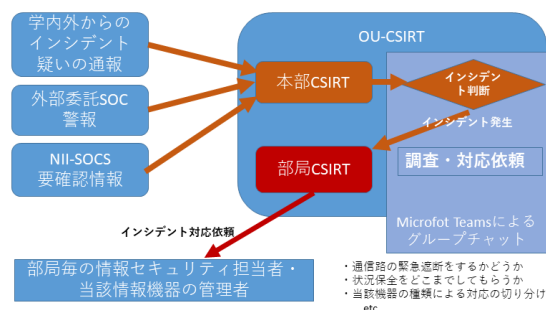 学内外からの
インシデント
疑いの通報
外部委託SOC
警報
NII-SOCS
要確認情報
OU-CSIRT
本部CSIRT
インシデン
ト判断
インシデント発生
部局CSIRT
調査・対応依頼
Microfot Teamsによる
グループチャット
インシデント対応依頼
部局毎の情報セキュリティ担当者・
当該情報機器の管理者
・通信路の緊急遮断をするかどうか
・状況保全をどこまでしてもらうか
・当該機器の種類による対応の切り分け
etc